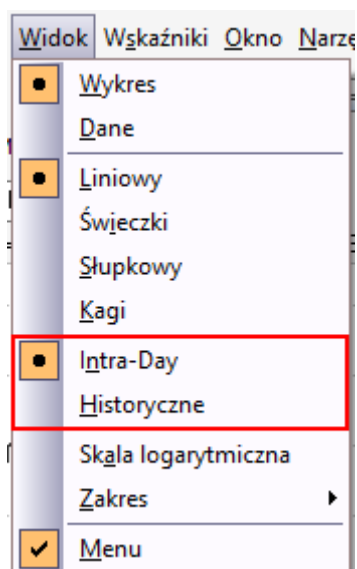 Widok Wskaźniki Okno Narzę
Wykres
Dane
Liniowy
Świeczki
Słupkowy
Kagi
Intra-Day
Historyczne
Skala logarytmiczna
Zakres
Menu